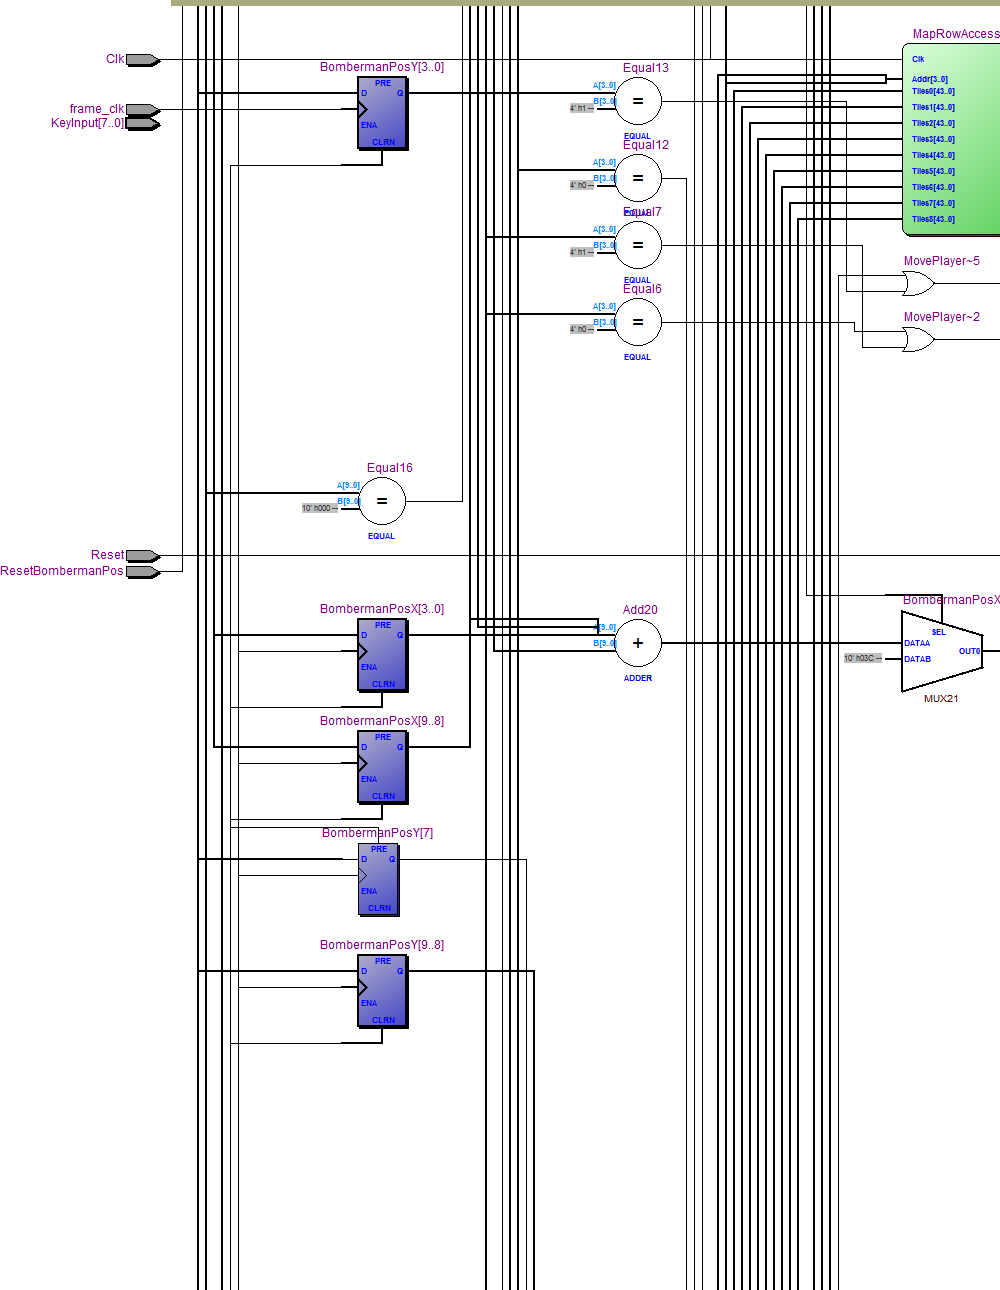 MapRowAccess
Clk
frame_clk
KeyInput[7..0]
BombermanPosY[3..0]
PRE
D
Q
ENA
CLRN
Equal13
A[3..0]
B[3..0]
4' h1 --
=
EQUAL
Equal12
A[3..0]
B[3..0]
4' h0 --
=
EQUAL
Equal7
A[3..0]
B[3..0]
4' h1 --
=
EQUAL
Equal6
A[3..0]
B[3..0]
4' h0 --
=
EQUAL
Clk
Addr[3..0]
Tiles0[43..0]
Tiles1[43..0]
Tiles2[43..0]
Tiles3[43..0]
Tiles4[43..0]
Tiles5[43..0]
Tiles6[43..0]
Tiles7[43..0]
Tiles8[43..0]
MovePlayer~5
MovePlayer~2
Equal16
A[9..0]
B[9..0]
10' h000 --
=
EQUAL
Reset
ResetBombermanPos
BombermanPosX[3..0]
PRE
D
Q
ENA
CLRN
Add20
A[9..0]
B[9..0]
+
ADDER
BombermanPosX
SEL
DATAA
DATAB
10' h03C --
OUT0
MUX21
BombermanPosX[9..8]
PRE
D
Q
ENA
CLRN
BombermanPosY[7]
PRE
D
Q
ENA
CLRN
BombermanPosY[9..8]
PRE
D
Q
ENA
CLRN